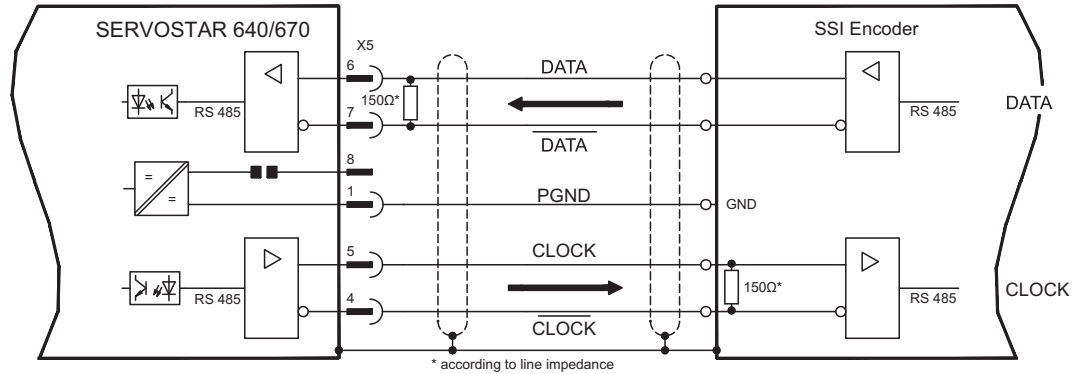 SERVOSTAR 640/670
X5
SSI Encoder
6
DATA
150Ω*
RS 485
7
DATA
RS 485
DATA
8
1
PGND
GND
5
CLOCK
RS 485
4
CLOCK
150Ω*
RS 485
CLOCK
=
=
* according to line impedance